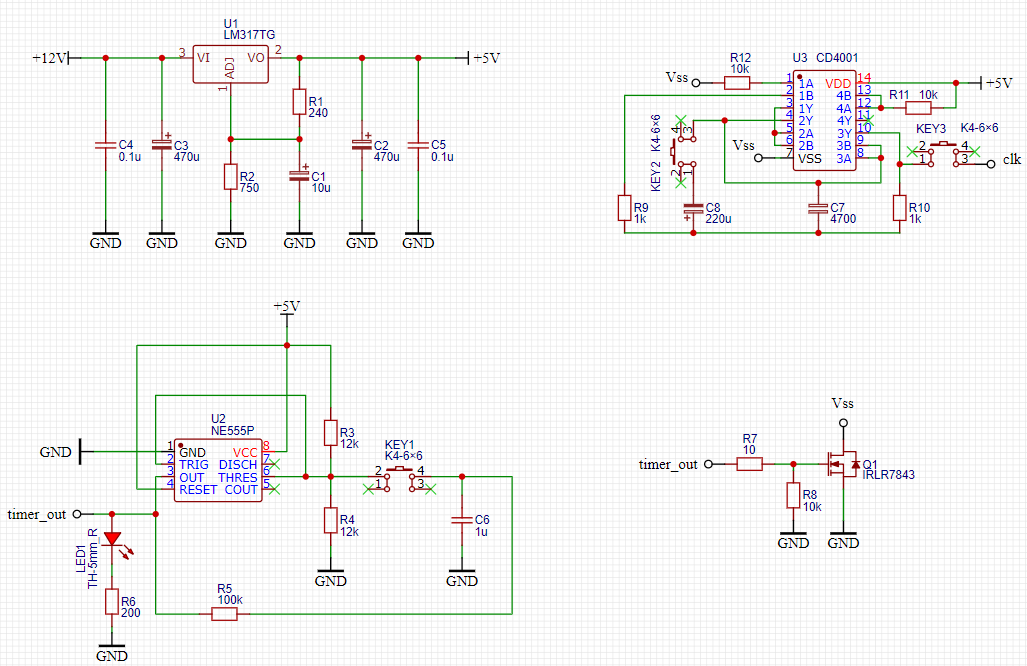 U1
LM317TG
+12V
3
VI
VO
2
+5V
ADJ
1
R1
240
C4
0.1u
C3
470u
R2
750
C1
10u
C2
470u
C5
0.1u
GND
GND
GND
GND
GND
GND
R12
10k
U3 CD4001
Vss
1 1A VDD 14
2 1B 4B 13
3 1Y 4A 12
4 2Y 4Y 11
5 2A 3Y 10
6 2B 3B 9
7 VSS 3A 8
+5V
R11 10k
KEY3 K4-6×6
2 4
1 3
clk
Vss
KEY2 K4-6×6
4 3
2 1
R9
1k
C8
220u
C7
4700
R10
1k
+5V
U2
NE555P
GND
1 GND VCC 8
2 TRIG DISCH 7
3 OUT THRES 6
4 RESET COUT 5
R3
12k
KEY1
K4-6×6
2 4
1 3
timer_out
LED1
TH-5mm_R
R4
12k
C6
1u
GND
GND
R5
100k
R6
200
GND
Vss
R7
10
timer_out
Q1
IRLR7843
R8
10k
GND
GND